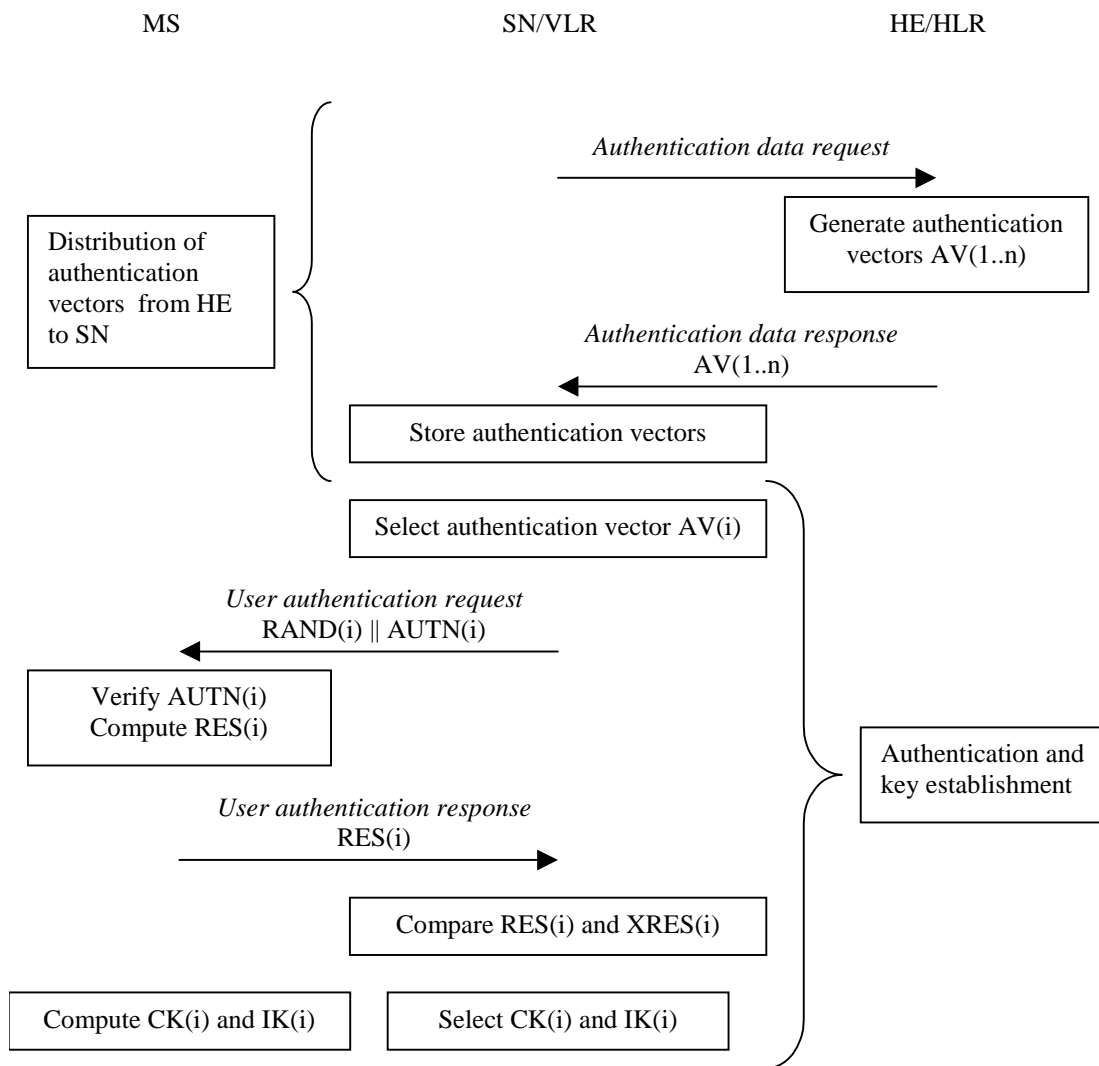 MS
SN/VLR
HE/HLR
Authentication data request
Generate authentication
vectors AV(1..n)
Distribution of
authentication
vectors from HE
to SN
Authentication data response
AV(1..n)
Store authentication vectors
Select authentication vector AV(i)
User authentication request
RAND(i) || AUTN(i)
Verify AUTN(i)
Compute RES(i)
Authentication and
key establishment
User authentication response
RES(i)
Compare RES(i) and XRES(i)
Compute CK(i) and IK(i)
Select CK(i) and IK(i)